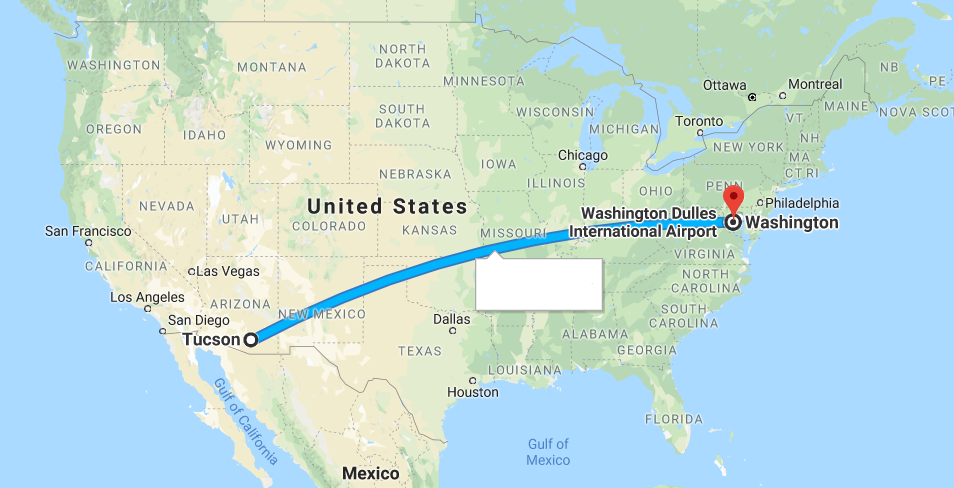 NORTH
DAKOTA
WASHINGTON
MONTANA
MINNESOTA
NB
PE
Ottawa
Montreal
MAINE
NOVA SCOT
SOUTH
DAKOTA
WISCONSIN
MICHIGAN
Toronto
VT
NH
OREGON
IDAHO
WYOMING
NEW YORK
MA
CT RI
Chicago
IOWA
NEBRASKA
ILLINOIS
OHIO
PENN
Philadelphia
NEVADA
UTAH
United States
COLORADO
KANSAS
MISSOURI
Washington Dulles
International Airport
Washington
San Francisco
CALIFORNIA
Las Vegas
VIRGINIA
NORTH
CAROLINA
Los Angeles
ARIZONA
NEW MEXICO
San Diego
Tucson
Dallas
SOUTH
CAROLINA
ALABAMA
GEORGIA
TEXAS
LOUISIANA
Houston
Gulf of California
FLORIDA
Gulf of
Mexico
Mexico